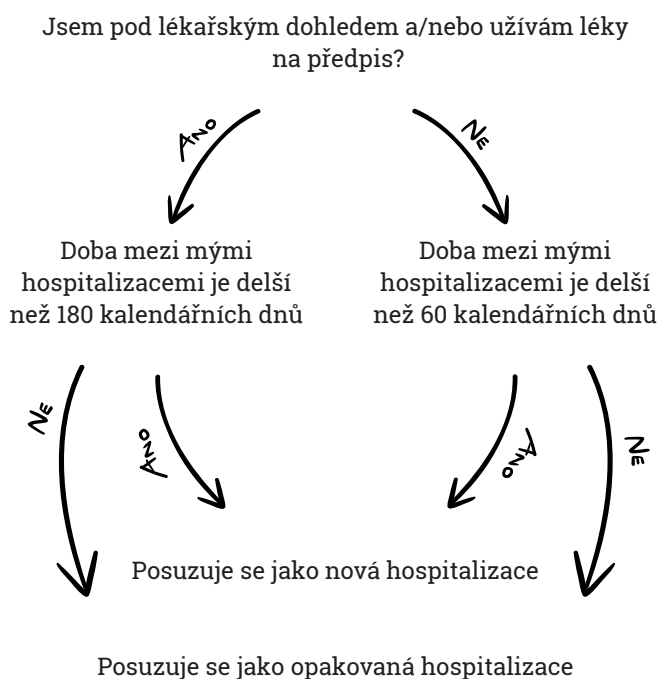 Jsem pod lékařským dohledem a/nebo užívám léky
na předpis?
ANO
NE
Doba mezi mými
hospitalizacemi je delší
než 180 kalendářních dnů
Doba mezi mými
hospitalizacemi je delší
než 60 kalendářních dnů
NE
ANO
ANO
NE
Posuzuje se jako nová hospitalizace
Posuzuje se jako opakovaná hospitalizace